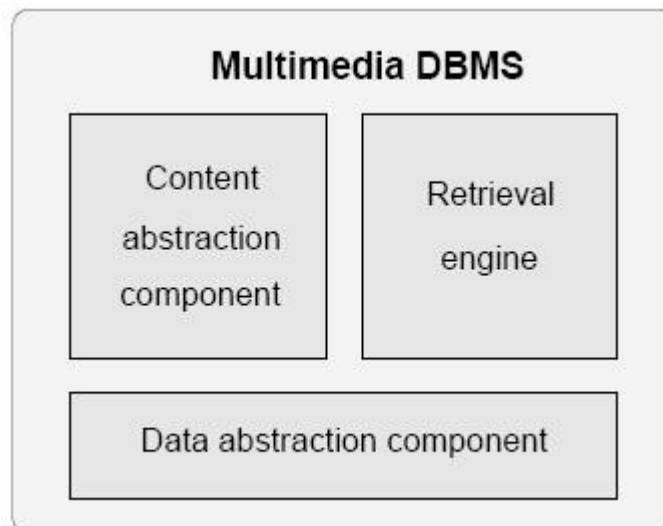 Multimedia DBMS
Content
abstraction
component
Retrieval
engine
Data abstraction component